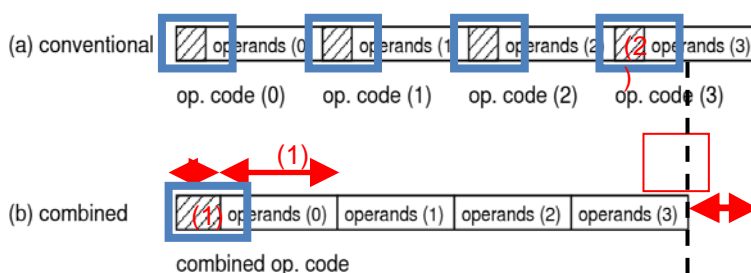 (a) conventional operands (0 operands (1 operands (2) (2) operands (3)
op. code (0) op. code (1) op. code (2) op. code (3)
(1)
(b) combined (1) operands (0) operands (1) operands (2) operands (3)
combined op. code